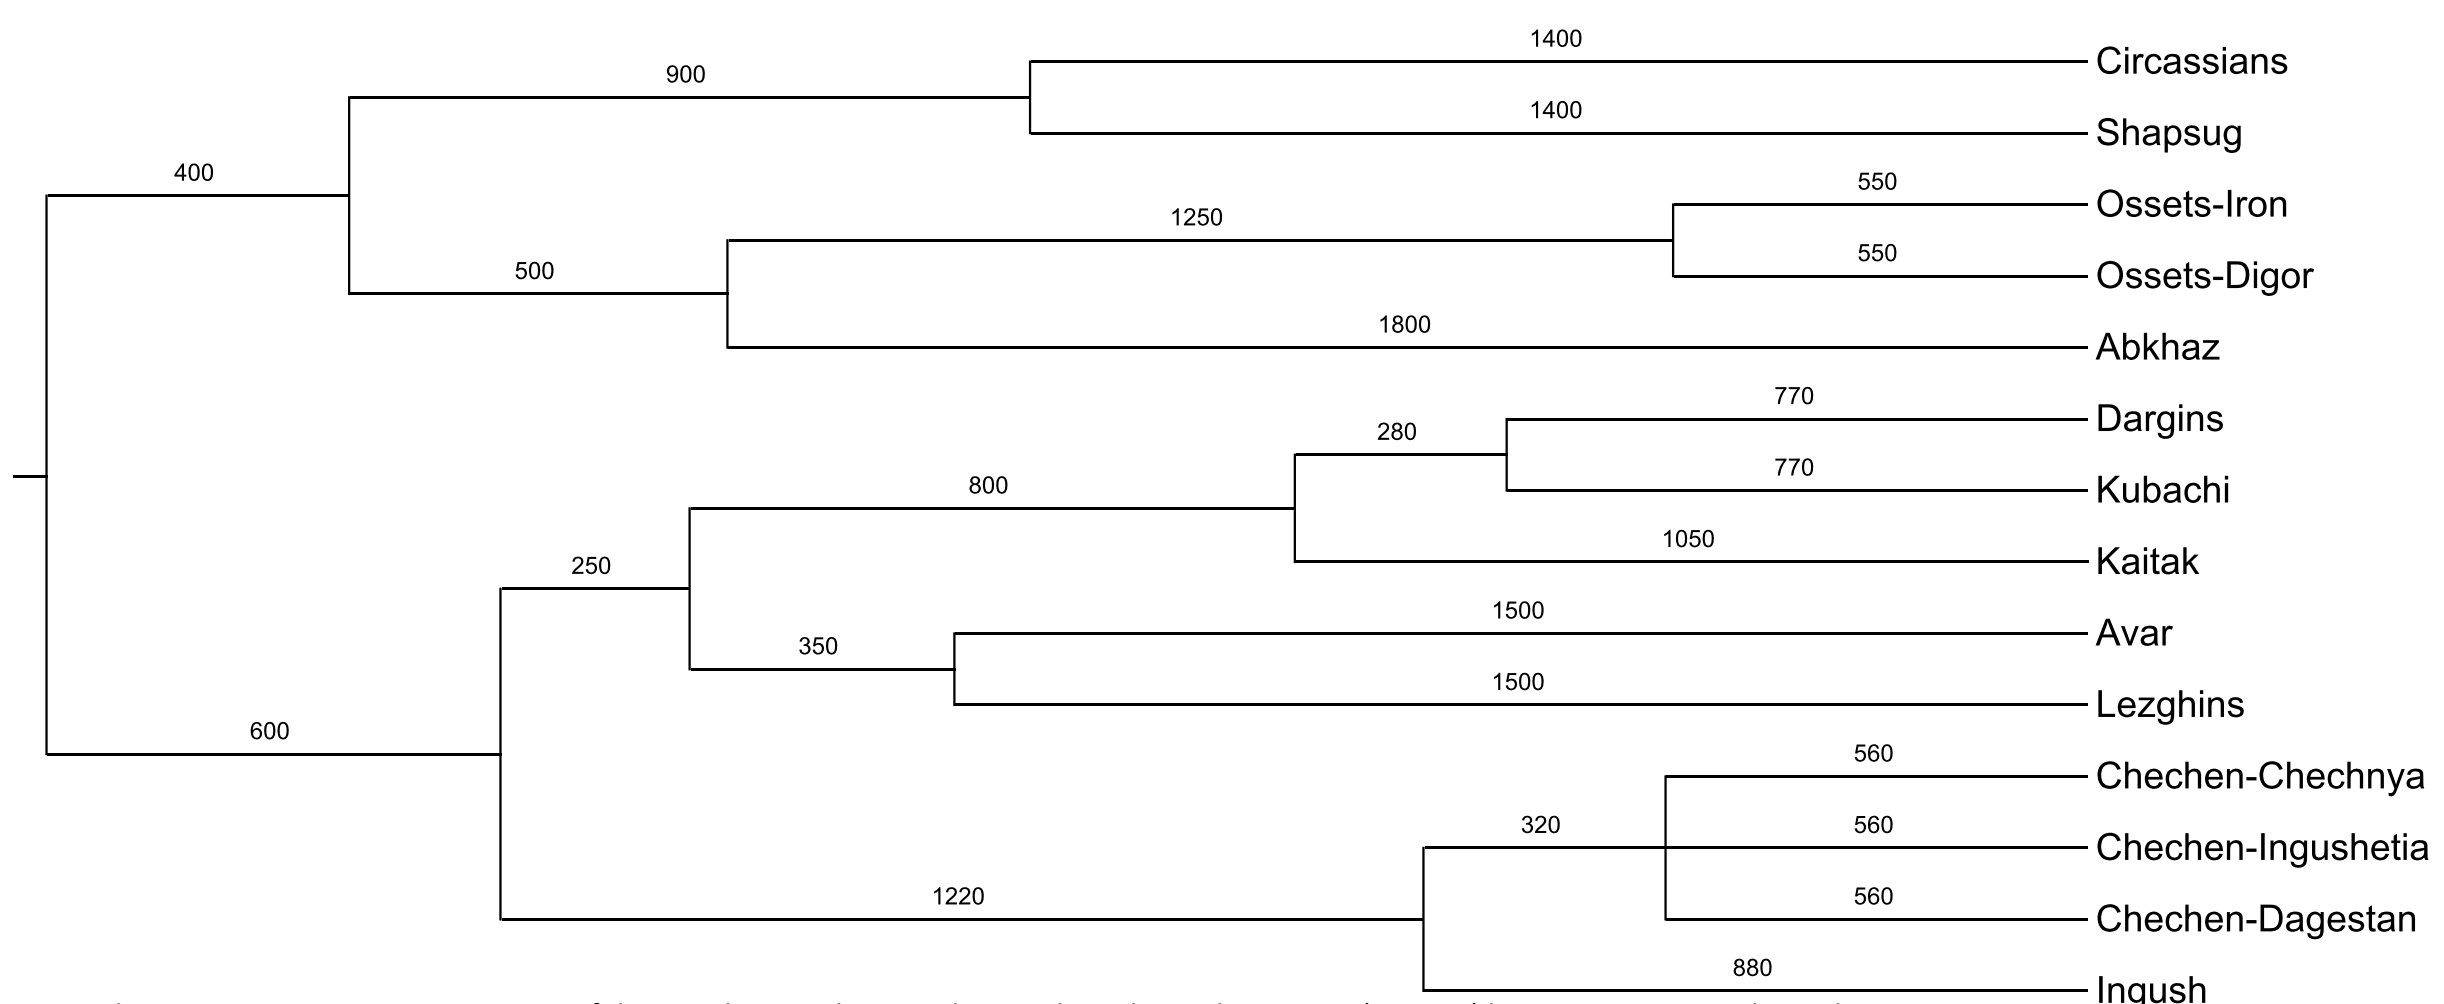 1400
Circassians
900
1400
Shapsug
400
550
Ossets-Iron
1250
550
Ossets-Digor
500
1800
Abkhaz
770
Dargins
280
770
Kubachi
800
1050
Kaitak
250
1500
Avar
350
1500
Lezghins
600
560
Chechen-Chechnya
320
560
Chechen-Ingushetia
1220
560
Chechen-Dagestan
880
Ingush